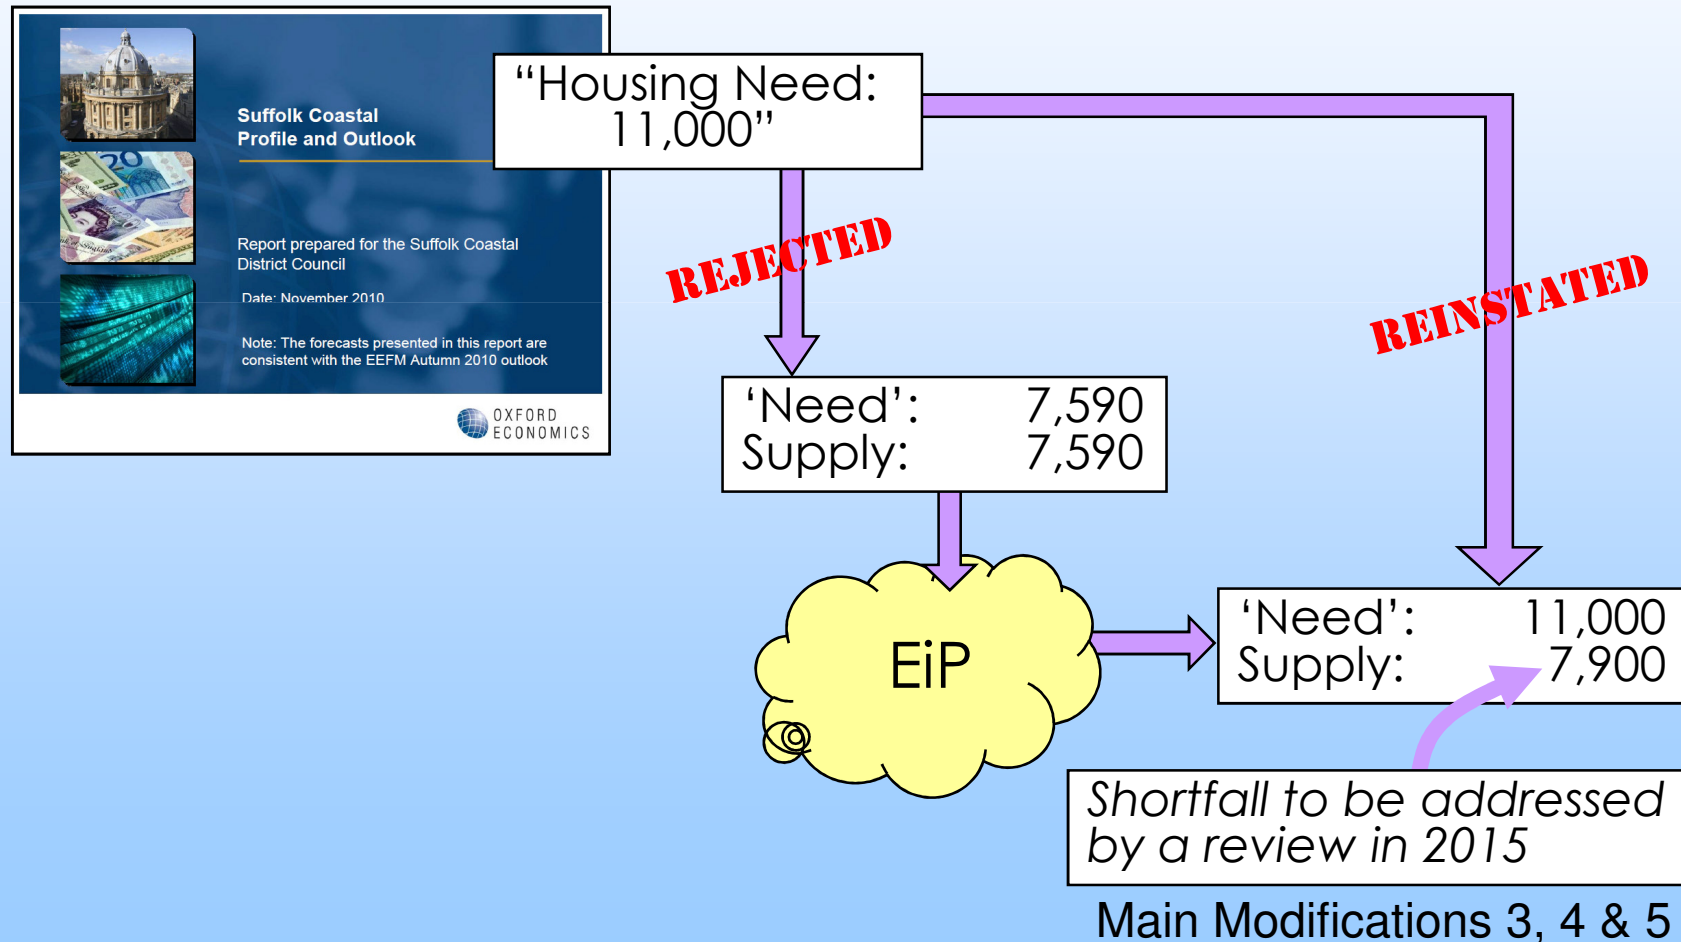 Suffolk Coastal
Profile and Outlook
Report prepared for the Suffolk Coastal
District Council
Date: November 2010
Note: The forecasts presented in this report are
consistent with the EEFM Autumn 2010 outlook
OXFORD
ECONOMICS
“Housing Need:
11,000”
REJECTED
REINSTATED
‘Need’: 7,590
Supply: 7,590
EiP
‘Need’: 11,000
Supply: 7,900
Shortfall to be addressed
by a review in 2015
Main Modifications 3, 4 & 5